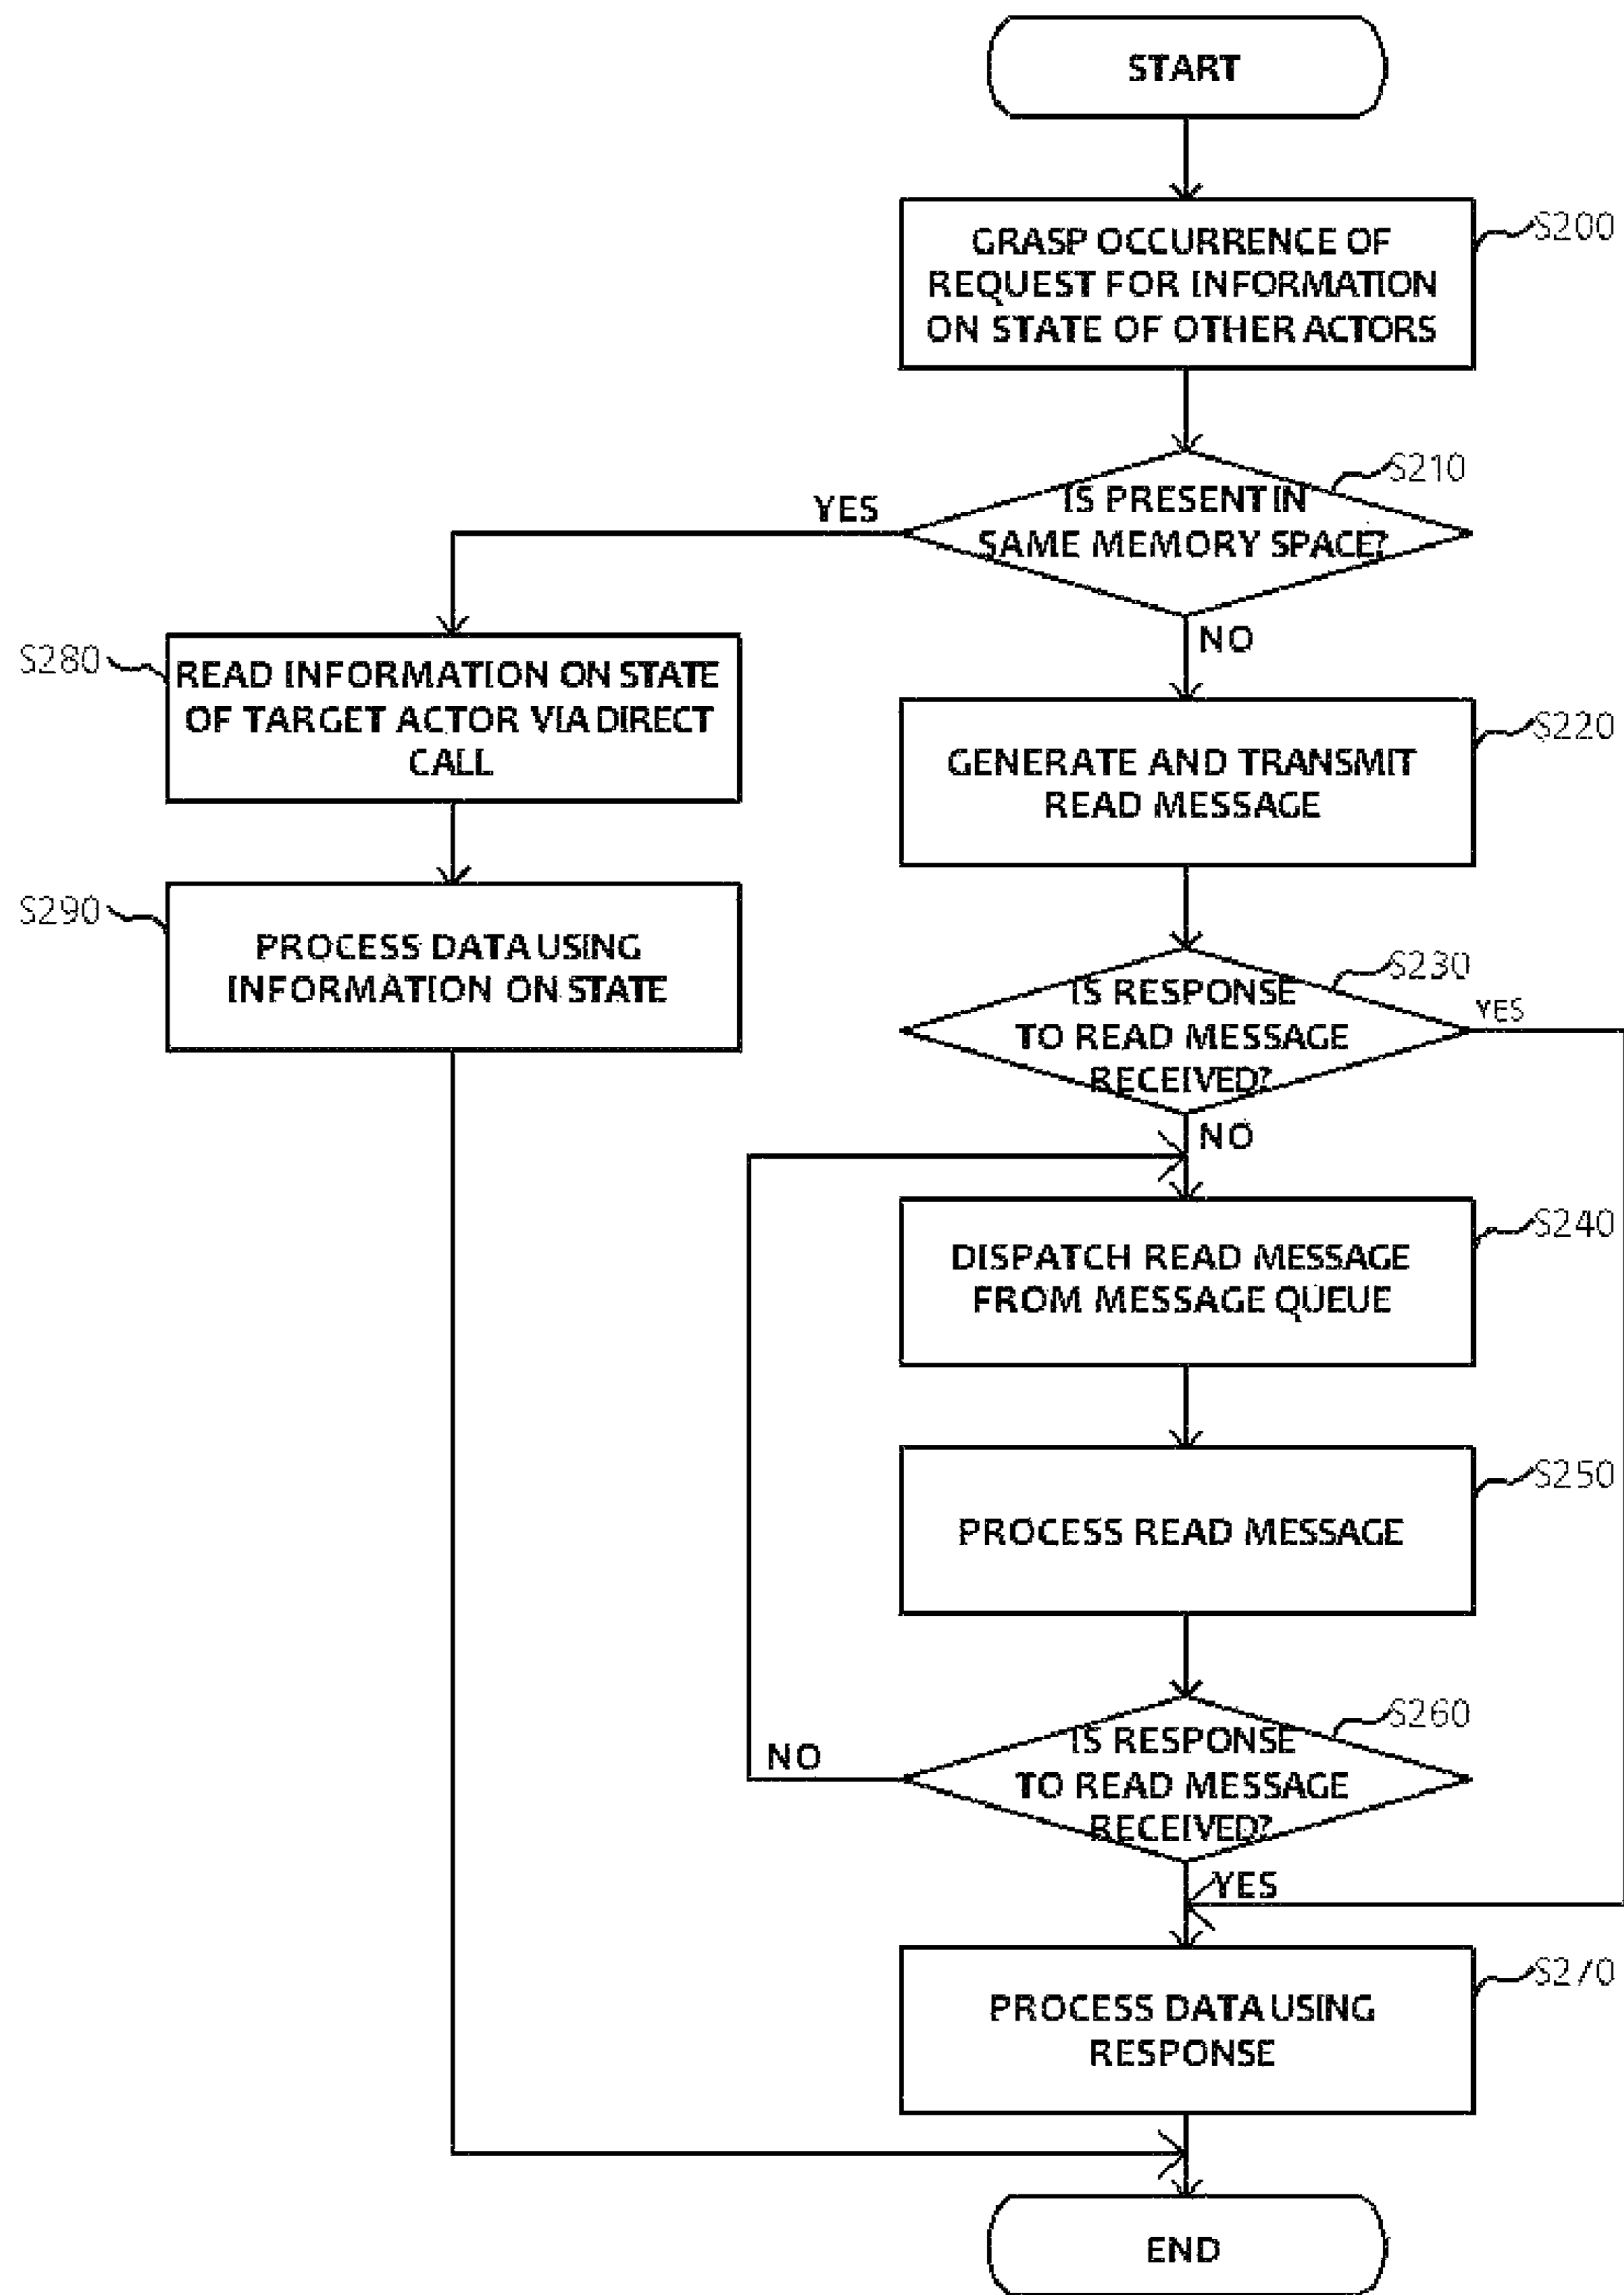 START
GRASP OCCURRENCE OF
REQUEST FOR INFORMATION
ON STATE OF OTHER ACTORS
S200
IS PRESENT IN
SAME MEMORY SPACE?
S210
YES
NO
S280
READ INFORMATION ON STATE
OF TARGET ACTOR VIA DIRECT
CALL
GENERATE AND TRANSMIT
READ MESSAGE
S220
S290
PROCESS DATA USING
INFORMATION ON STATE
IS RESPONSE
TO READ MESSAGE
RECEIVED?
S230
YES
NO
DISPATCH READ MESSAGE
FROM MESSAGE QUEUE
S240
PROCESS READ MESSAGE
S250
IS RESPONSE
TO READ MESSAGE
RECEIVED?
S260
NO
YES
PROCESS DATA USING
RESPONSE
S270
END